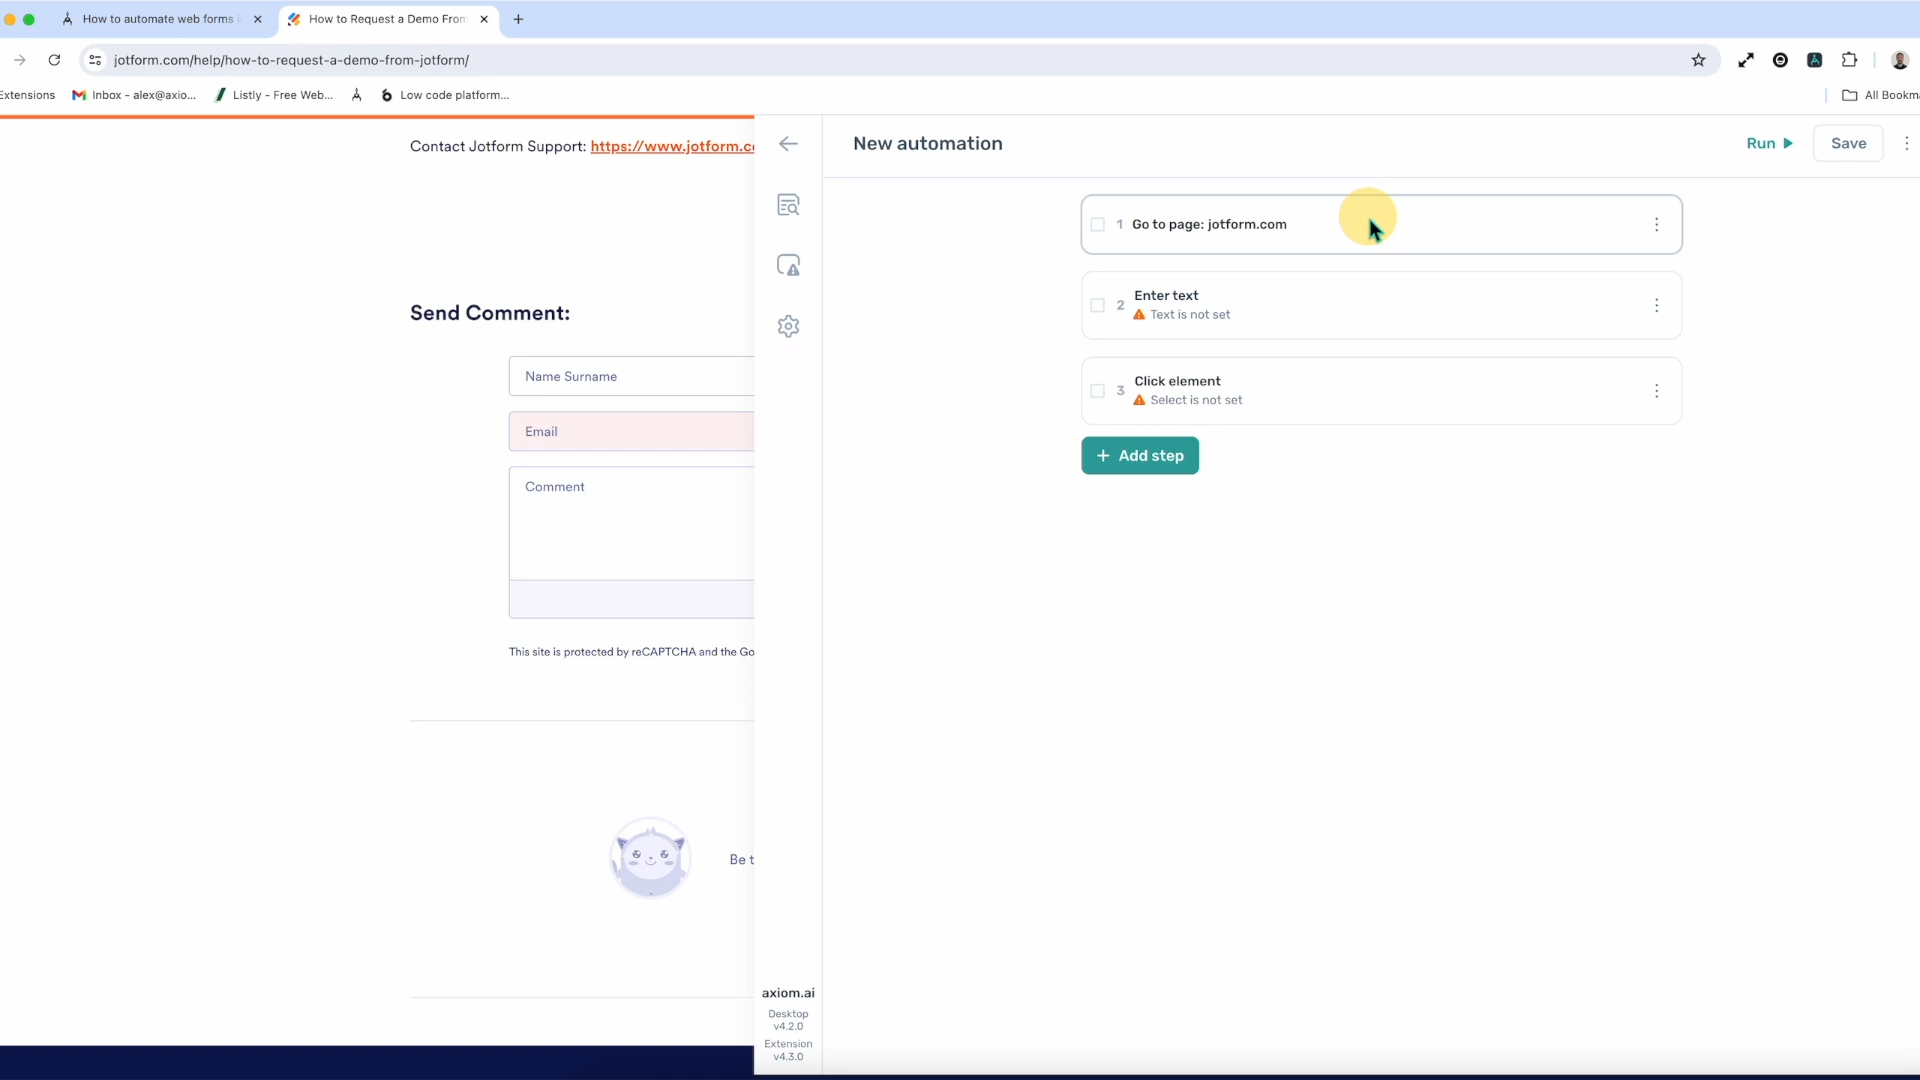 How to automate web forms
How to Request a Demo From
jotform.com/help/how-to-request-a-demo-from-jotform/
Extensions
Inbox - alex@axio...
Listly - Free Web...
Low code platform...
All Bookma
Contact Jotform Support: https://www.jotform.co
Send Comment:
Name Surname
Email
Comment
This site is protected by reCAPTCHA and the Go
Be t
New automation
Run
Save
1 Go to page: jotform.com
2 Enter text
Text is not set
3 Click element
Select is not set
+ Add step
axiom.ai
Desktop
v4.2.0
Extension
v4.3.0